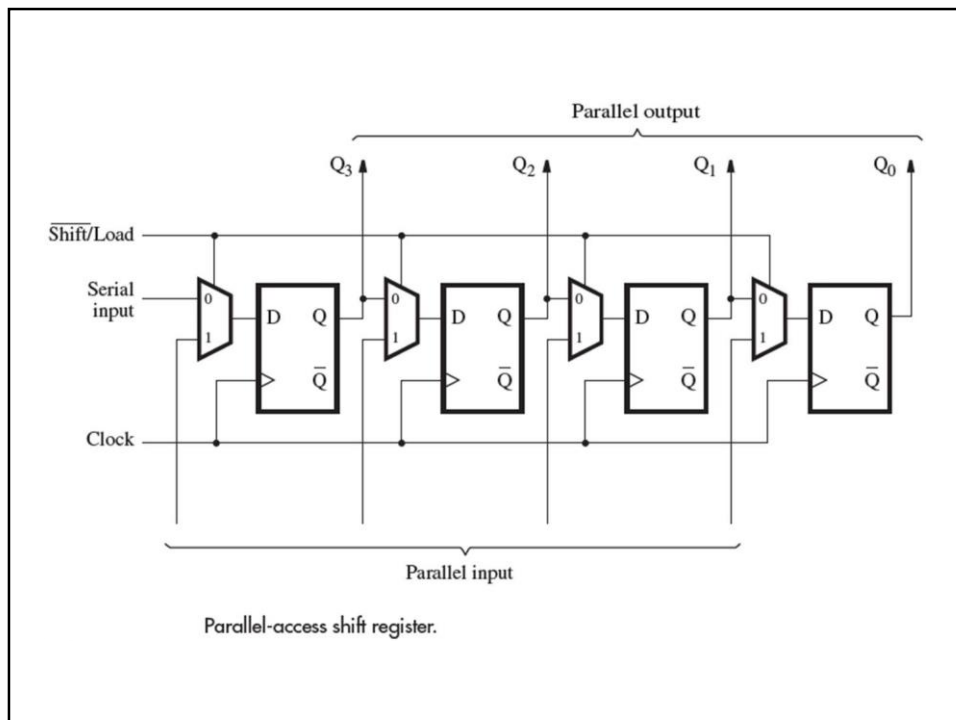 Parallel output
Q3 Q2 Q1 Q0
Shift/Load
Serial
input
0 0 0 0
D Q D Q D Q D Q
1 1 1 1
Q Q Q Q
Clock
Parallel input
Parallel-access shift register.